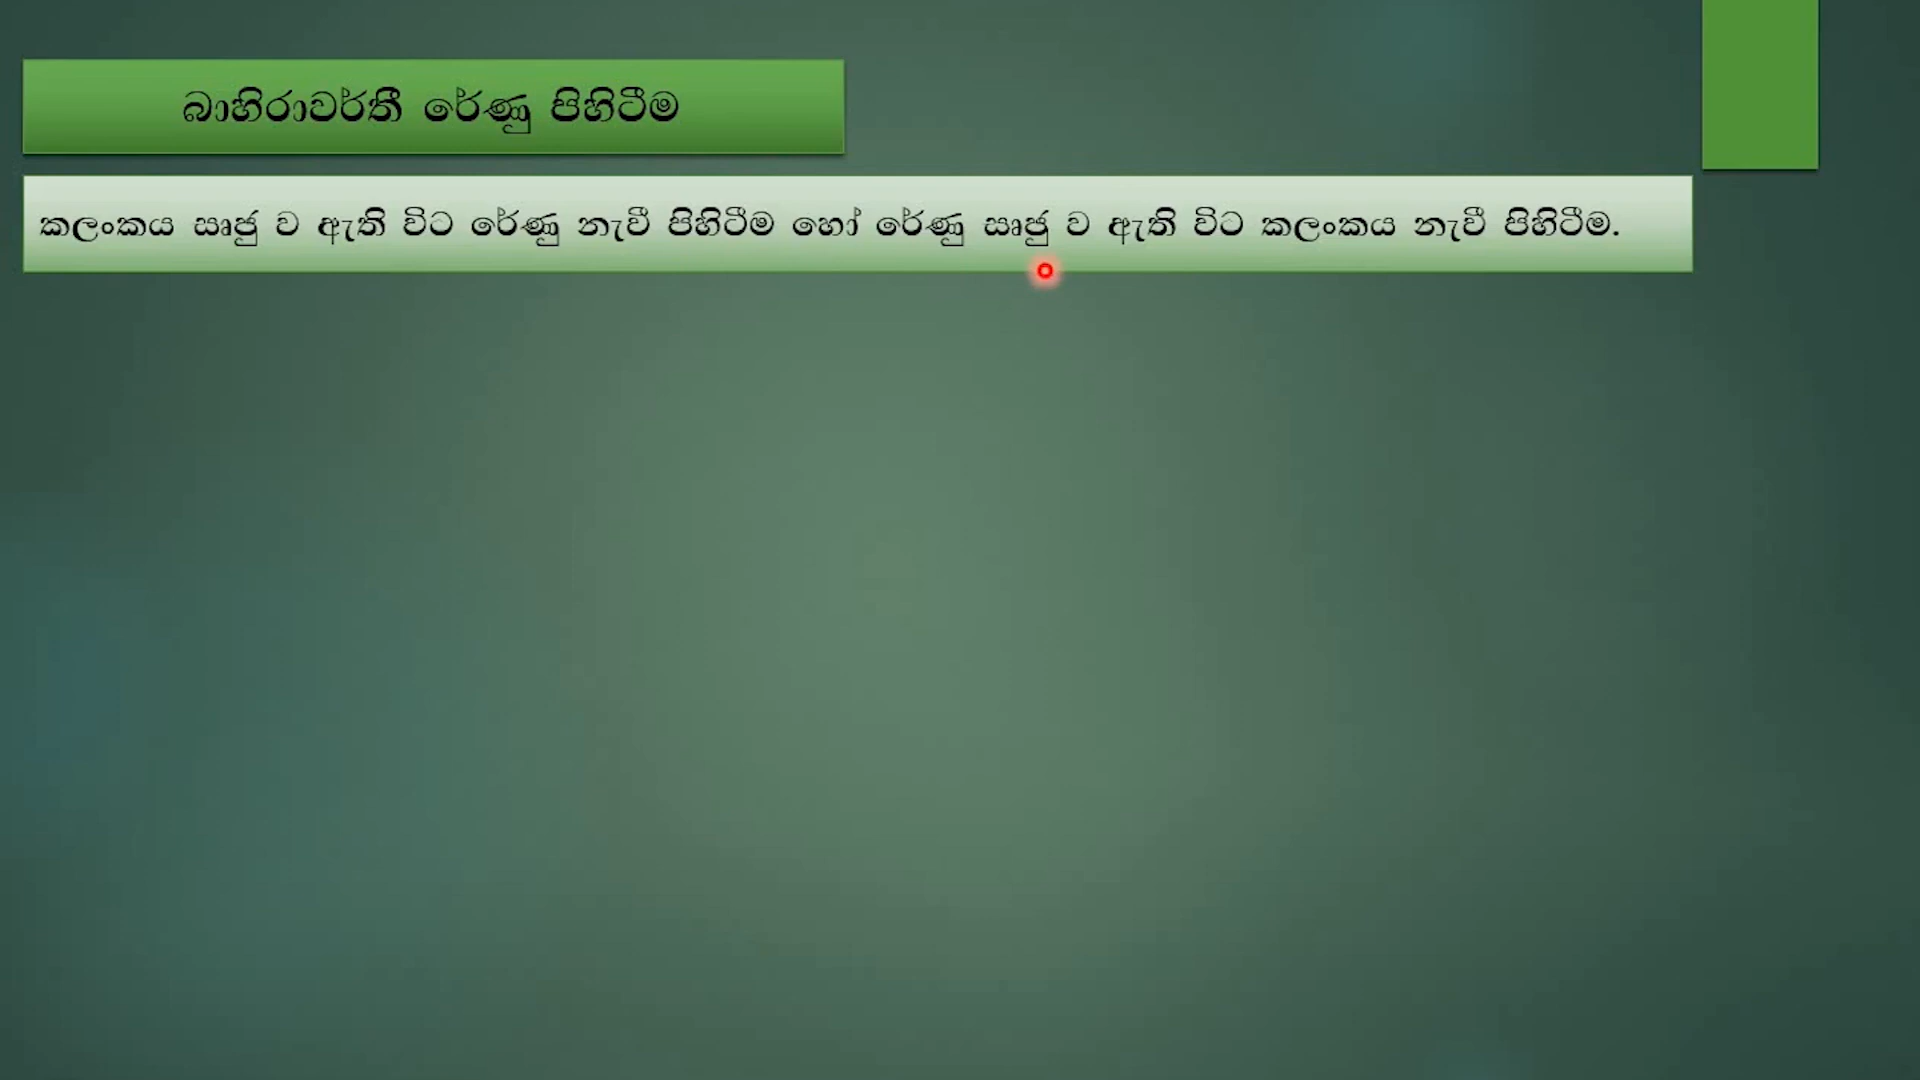 බාහිරාවර්තී රේණු පිහිටීම
කලංකය සෘජු ව ඇති විට රේණු නැවී පිහිටීම හෝ රේණු සෘජු ව ඇති විට කලංකය නැවී පිහිටීම.